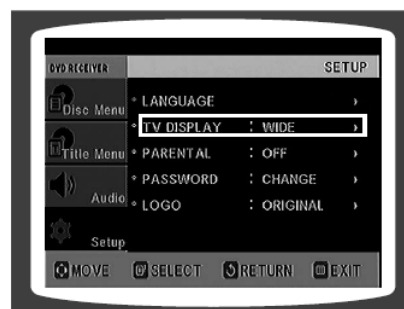 DVD RECEIVER SETUP
Disc Menu
Title Menu
Audio
Setup
° LANGUAGE
° TV DISPLAY : WIDE
° PARENTAL : OFF
° PASSWORD : CHANGE
° LOGO : ORIGINAL
MOVE SELECT RETURN EXIT